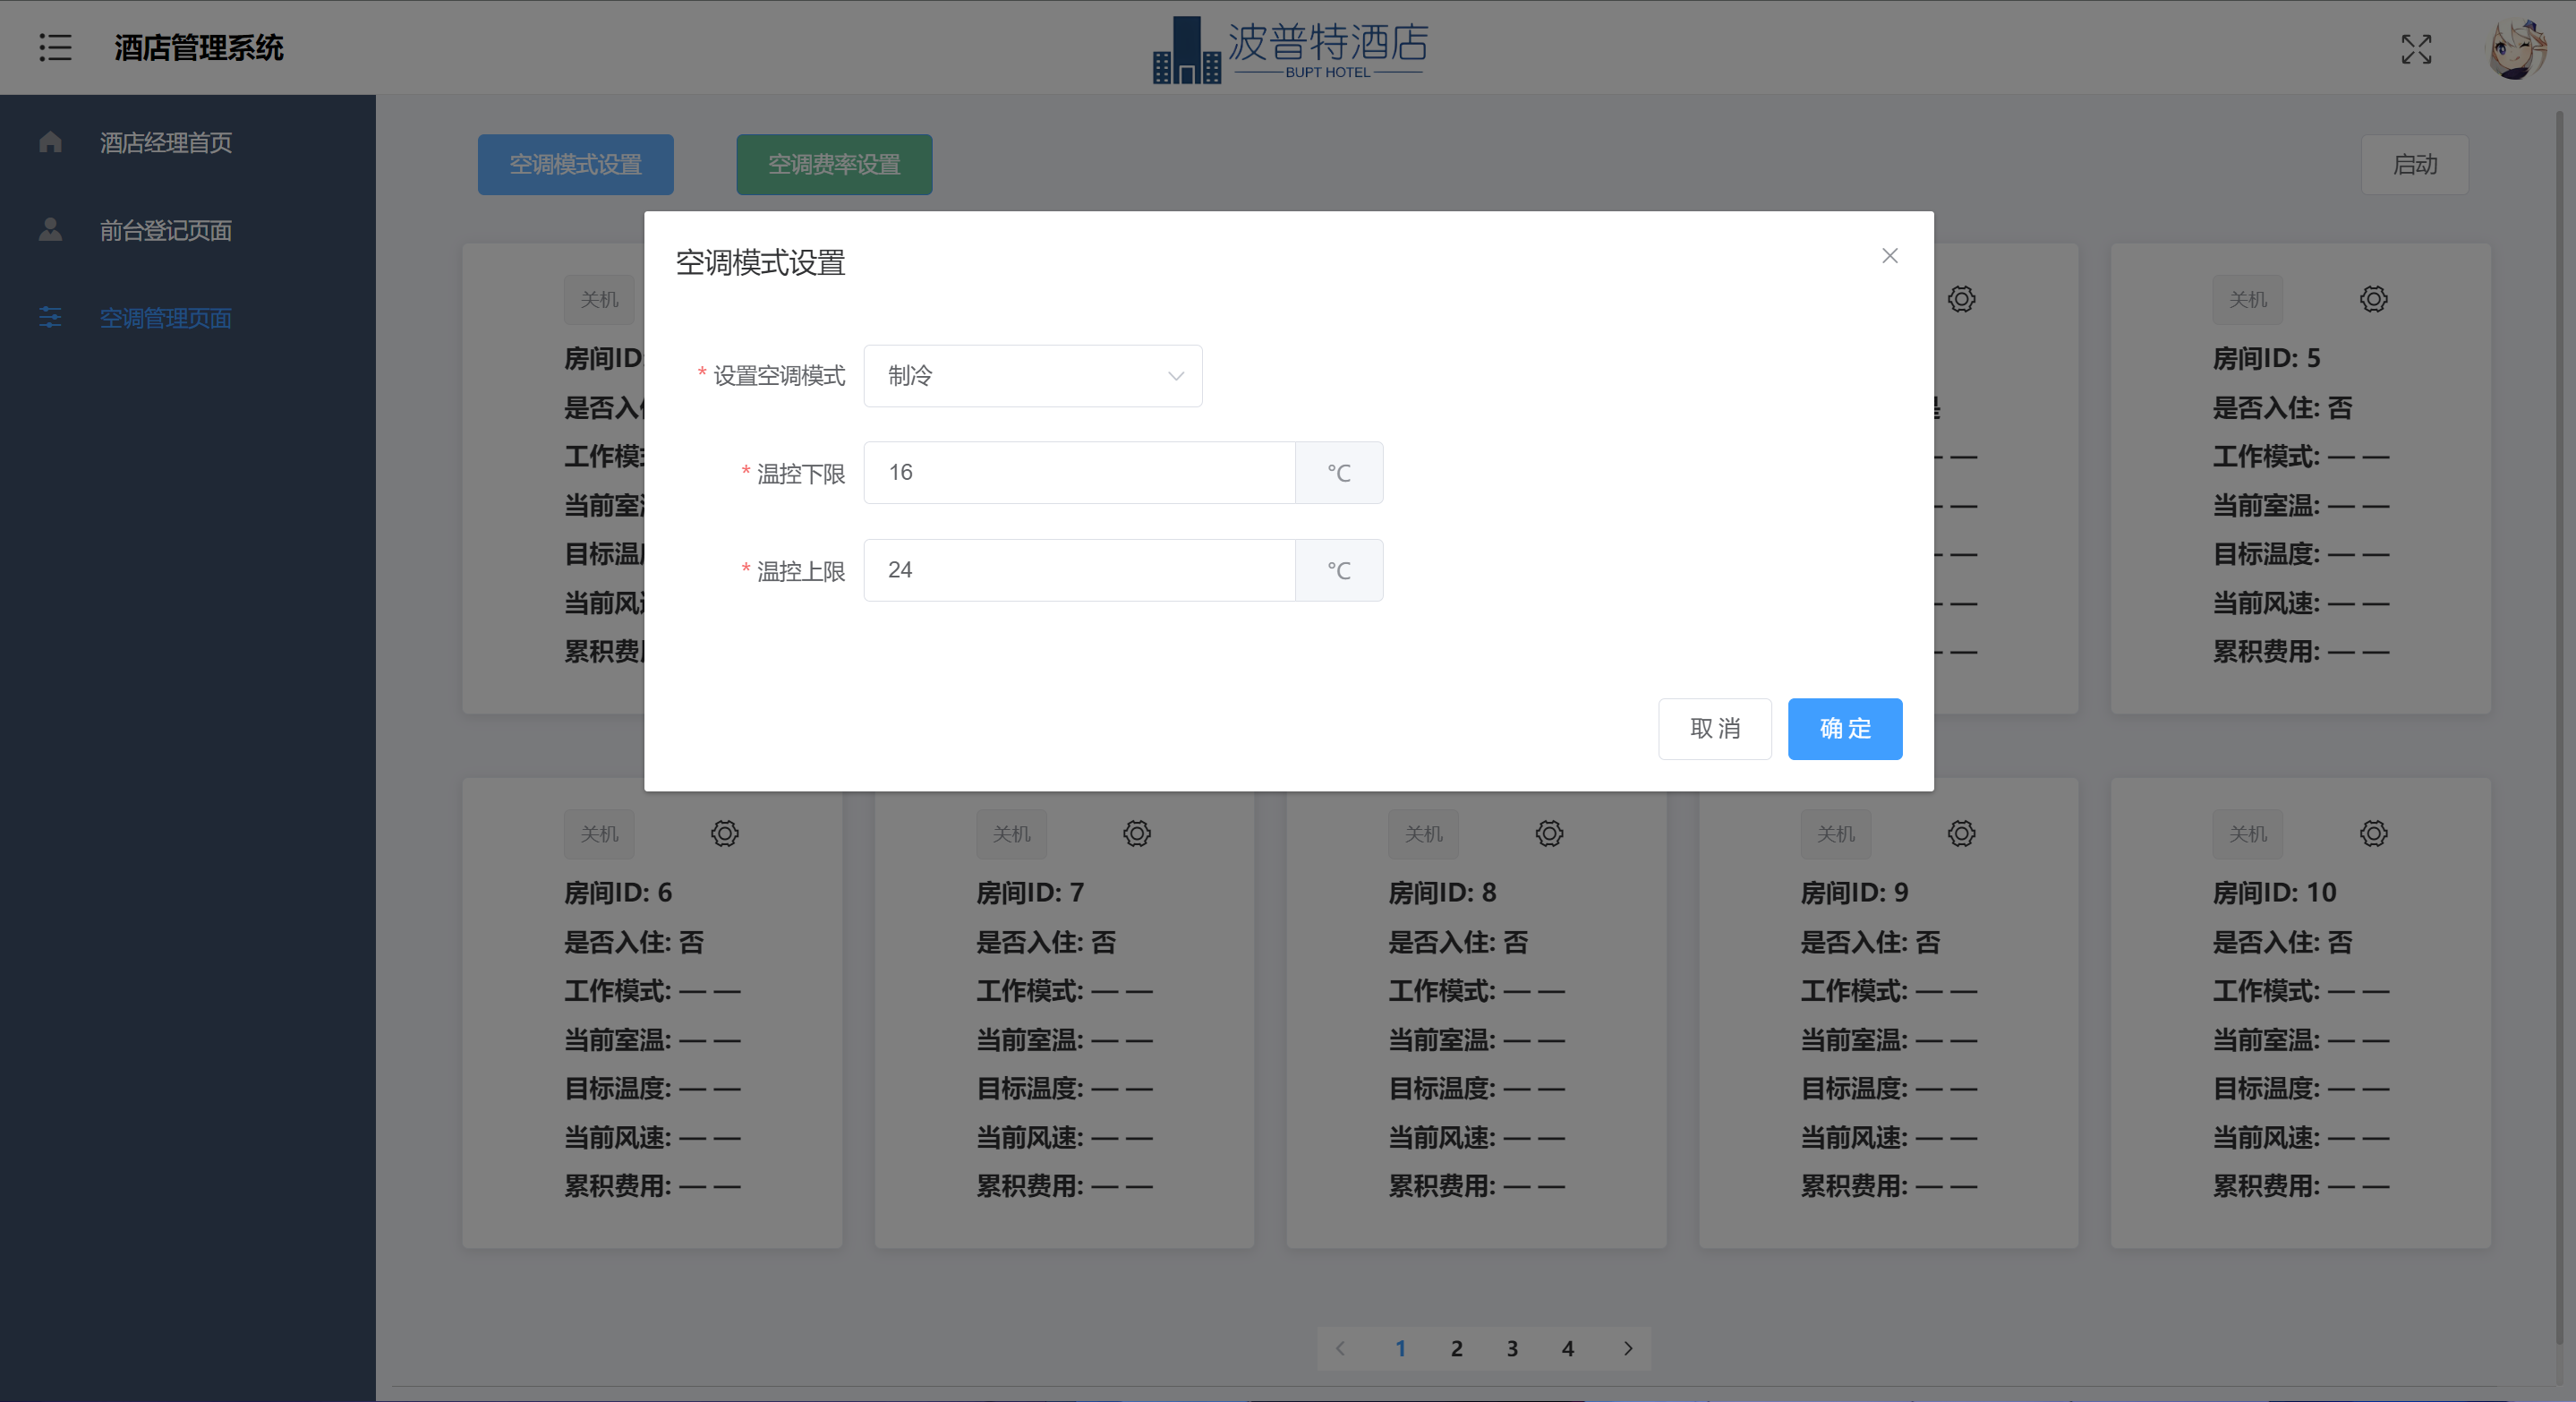 酒店管理系统
波普特酒店
BUPT HOTEL
酒店经理首页
前台登记页面
空调管理页面
空调模式设置
空调费率设置
启动
空调模式设置
* 设置空调模式
制冷
* 温控下限
16
°C
* 温控上限
24
°C
取 消
确 定
关机
房间ID:
是否入
工作模
当前室
目标温
当前风
累积费
— —
关机
房间ID: 5
是否入住: 否
工作模式: — —
当前室温: — —
目标温度: — —
当前风速: — —
累积费用: — —
关机
房间ID: 6
是否入住: 否
工作模式: — —
当前室温: — —
目标温度: — —
当前风速: — —
累积费用: — —
关机
房间ID: 7
是否入住: 否
工作模式: — —
当前室温: — —
目标温度: — —
当前风速: — —
累积费用: — —
关机
房间ID: 8
是否入住: 否
工作模式: — —
当前室温: — —
目标温度: — —
当前风速: — —
累积费用: — —
关机
房间ID: 9
是否入住: 否
工作模式: — —
当前室温: — —
目标温度: — —
当前风速: — —
累积费用: — —
关机
房间ID: 10
是否入住: 否
工作模式: — —
当前室温: — —
目标温度: — —
当前风速: — —
累积费用: — —
1 2 3 4